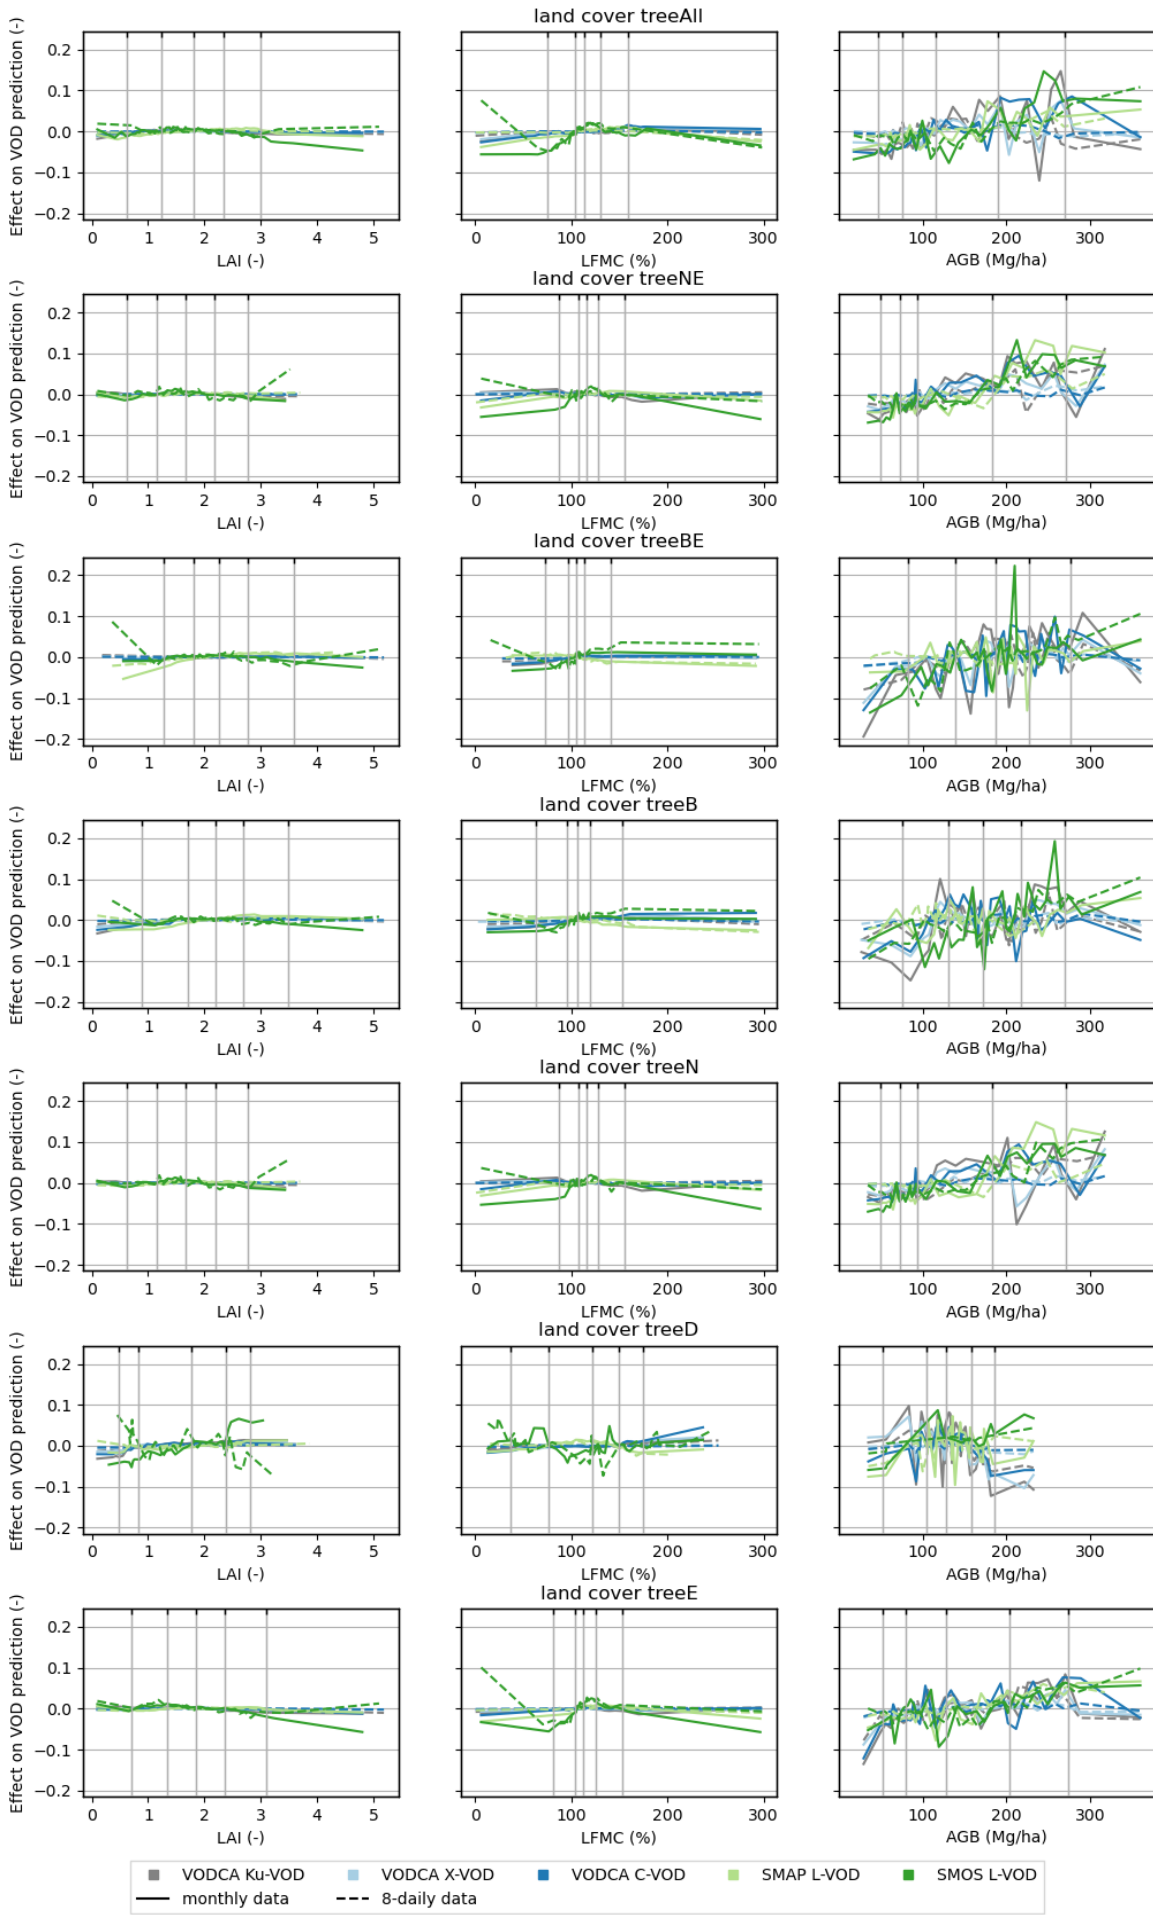 land cover treeAll
Effect on VOD prediction (-)
0.2
0.1
0.0
−0.1
−0.2
0 1 2 3 4 5
0 100 200 300
100 200 300
LAI (-)
LFMC (%)
AGB (Mg/ha)
land cover treeNE
Effect on VOD prediction (-)
0.2
0.1
0.0
−0.1
−0.2
0 1 2 3 4 5
0 100 200 300
100 200 300
LAI (-)
LFMC (%)
AGB (Mg/ha)
land cover treeBE
Effect on VOD prediction (-)
0.2
0.1
0.0
−0.1
−0.2
0 1 2 3 4 5
0 100 200 300
100 200 300
LAI (-)
LFMC (%)
AGB (Mg/ha)
land cover treeB
Effect on VOD prediction (-)
0.2
0.1
0.0
−0.1
−0.2
0 1 2 3 4 5
0 100 200 300
100 200 300
LAI (-)
LFMC (%)
AGB (Mg/ha)
land cover treeN
Effect on VOD prediction (-)
0.2
0.1
0.0
−0.1
−0.2
0 1 2 3 4 5
0 100 200 300
100 200 300
LAI (-)
LFMC (%)
AGB (Mg/ha)
land cover treeD
Effect on VOD prediction (-)
0.2
0.1
0.0
−0.1
−0.2
0 1 2 3 4 5
0 100 200 300
100 200 300
LAI (-)
LFMC (%)
AGB (Mg/ha)
land cover treeE
Effect on VOD prediction (-)
0.2
0.1
0.0
−0.1
−0.2
0 1 2 3 4 5
0 100 200 300
100 200 300
LAI (-)
LFMC (%)
AGB (Mg/ha)
VODCA Ku-VOD VODCA X-VOD VODCA C-VOD SMAP L-VOD SMOS L-VOD
monthly data 8-daily data